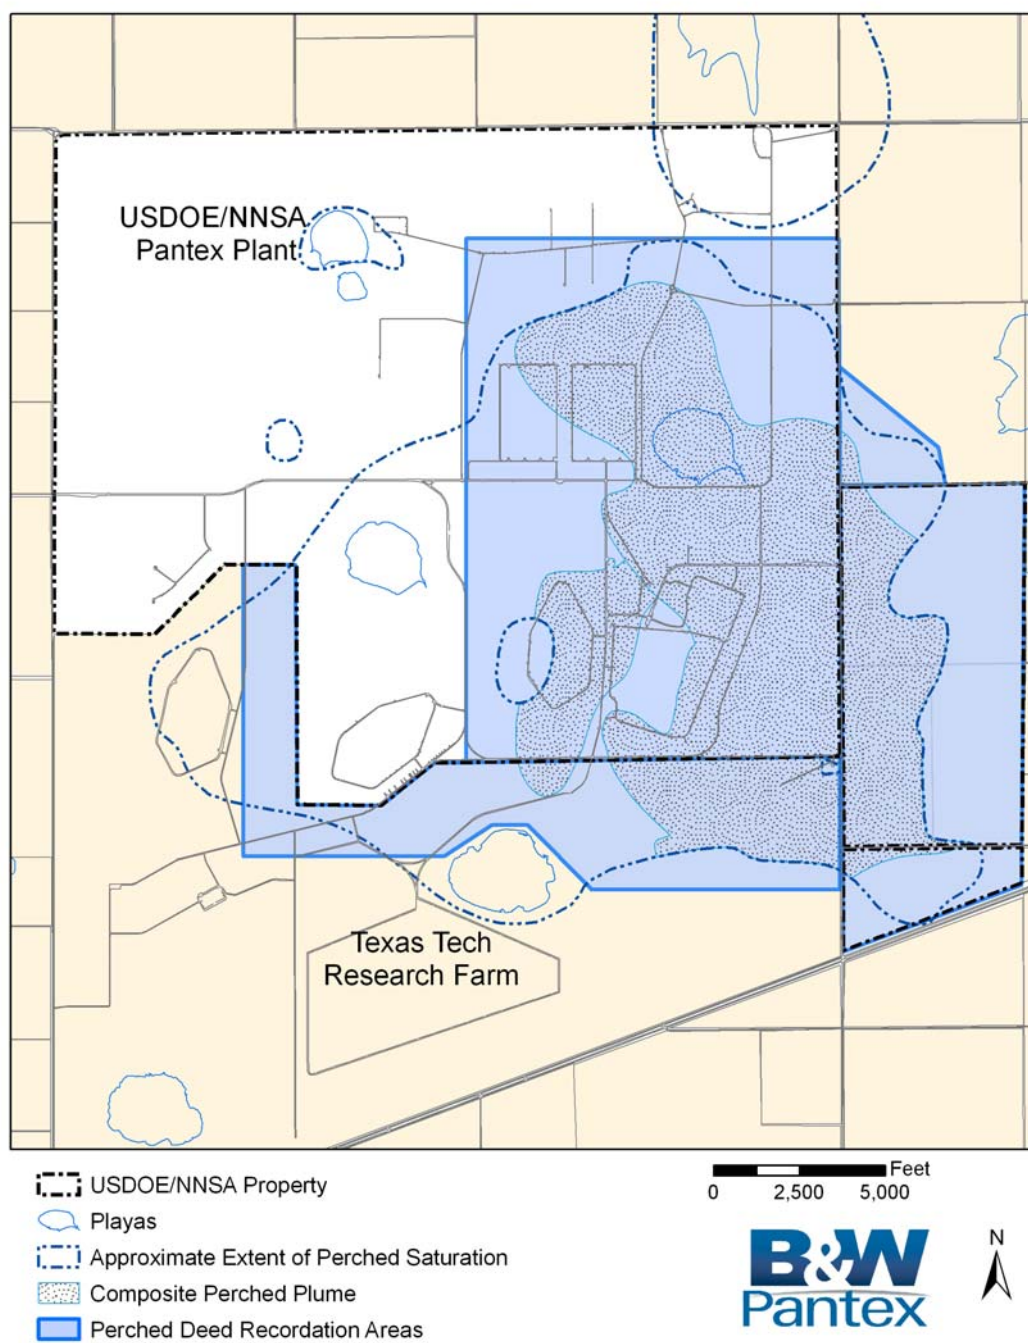 USDOE/NNSA
Pantex Plant
Texas Tech
Research Farm
USDOE/NNSA Property
Playas
Approximate Extent of Perched Saturation
Composite Perched Plume
Perched Deed Recordation Areas
Feet
0 2,500 5,000
B&W
Pantex
N